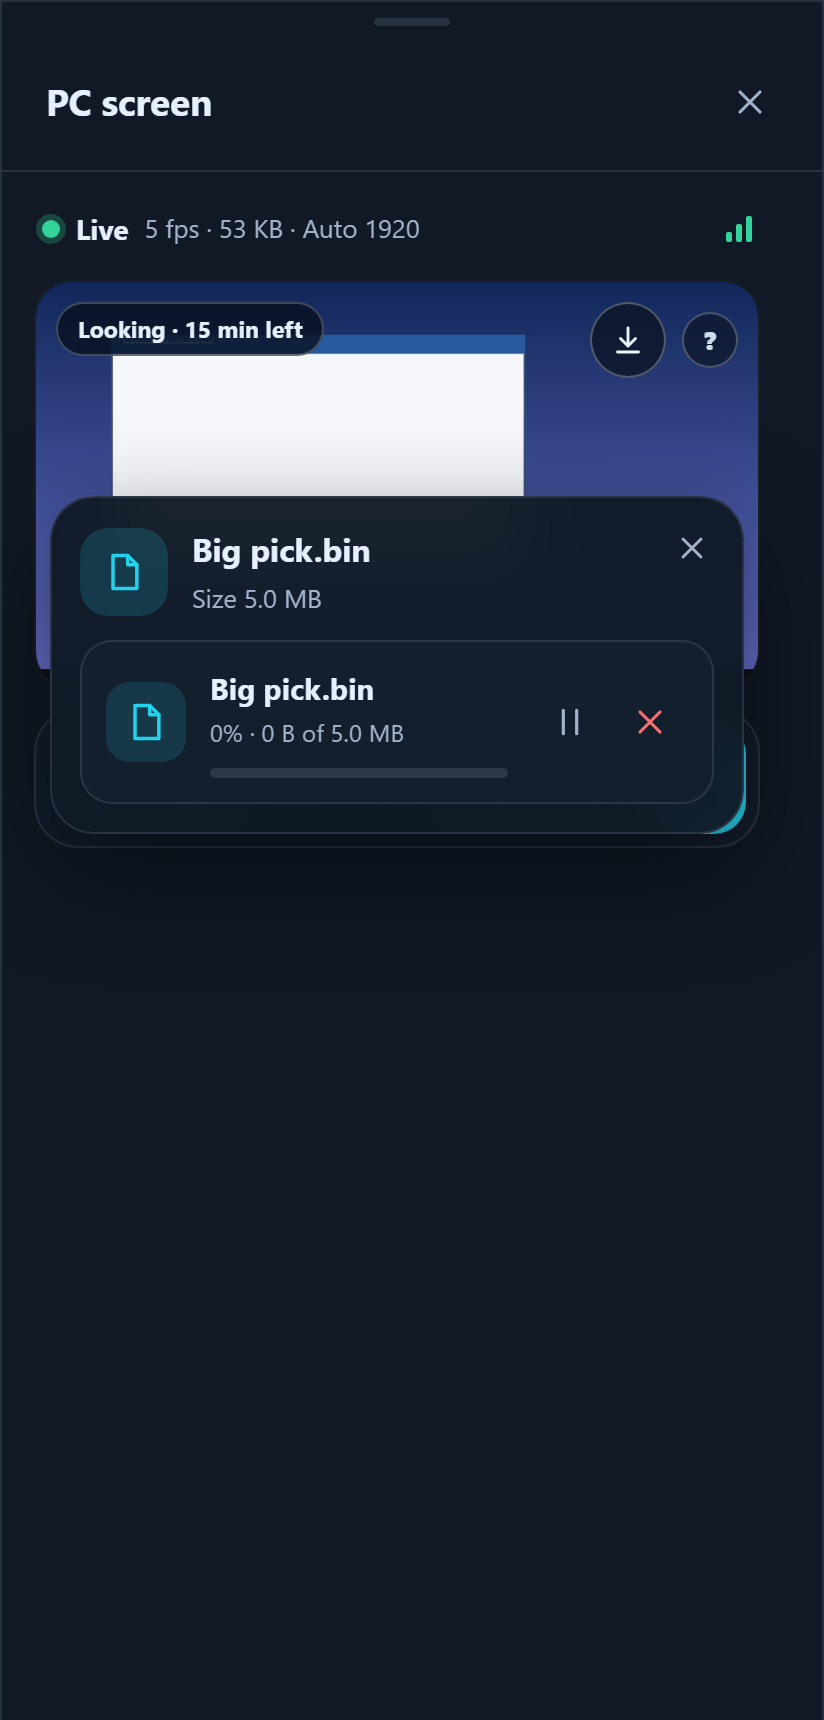 PC screen
Live 5 fps · 53 KB · Auto 1920
Looking · 15 min left
?
Big pick.bin
Size 5.0 MB
Big pick.bin
0% · 0 B of 5.0 MB